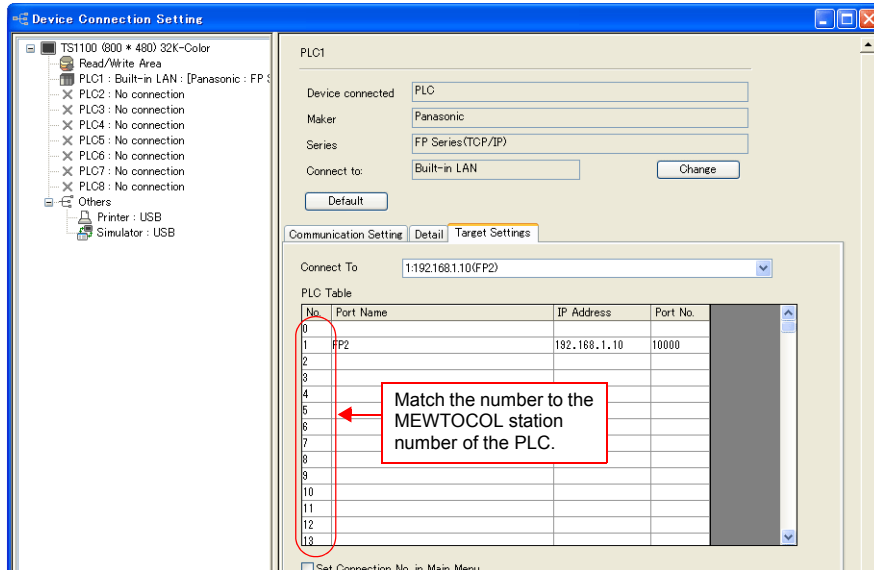 Device Connection Setting
TS1100 (800 * 480) 32K-Color
Read/Write Area
PLC1 : Built-in LAN : [Panasonic : FP S
PLC2 : No connection
PLC3 : No connection
PLC4 : No connection
PLC5 : No connection
PLC6 : No connection
PLC7 : No connection
PLC8 : No connection
Others
Printer : USB
Simulator : USB
PLC1
Device connected PLC
Maker Panasonic
Series FP Series(TCP/IP)
Connect to: Built-in LAN Change
Default
Communication Setting Detail Target Settings
Connect To 1:192.168.1.10(FP2)
PLC Table
No. Port Name IP Address Port No.
0
1 FP2 192.168.1.10 10000
2
3
4
5
6
7
8
9
10
11
12
13
Match the number to the
MEWTOCOL station
number of the PLC.
Set Connection No. in Main Menu